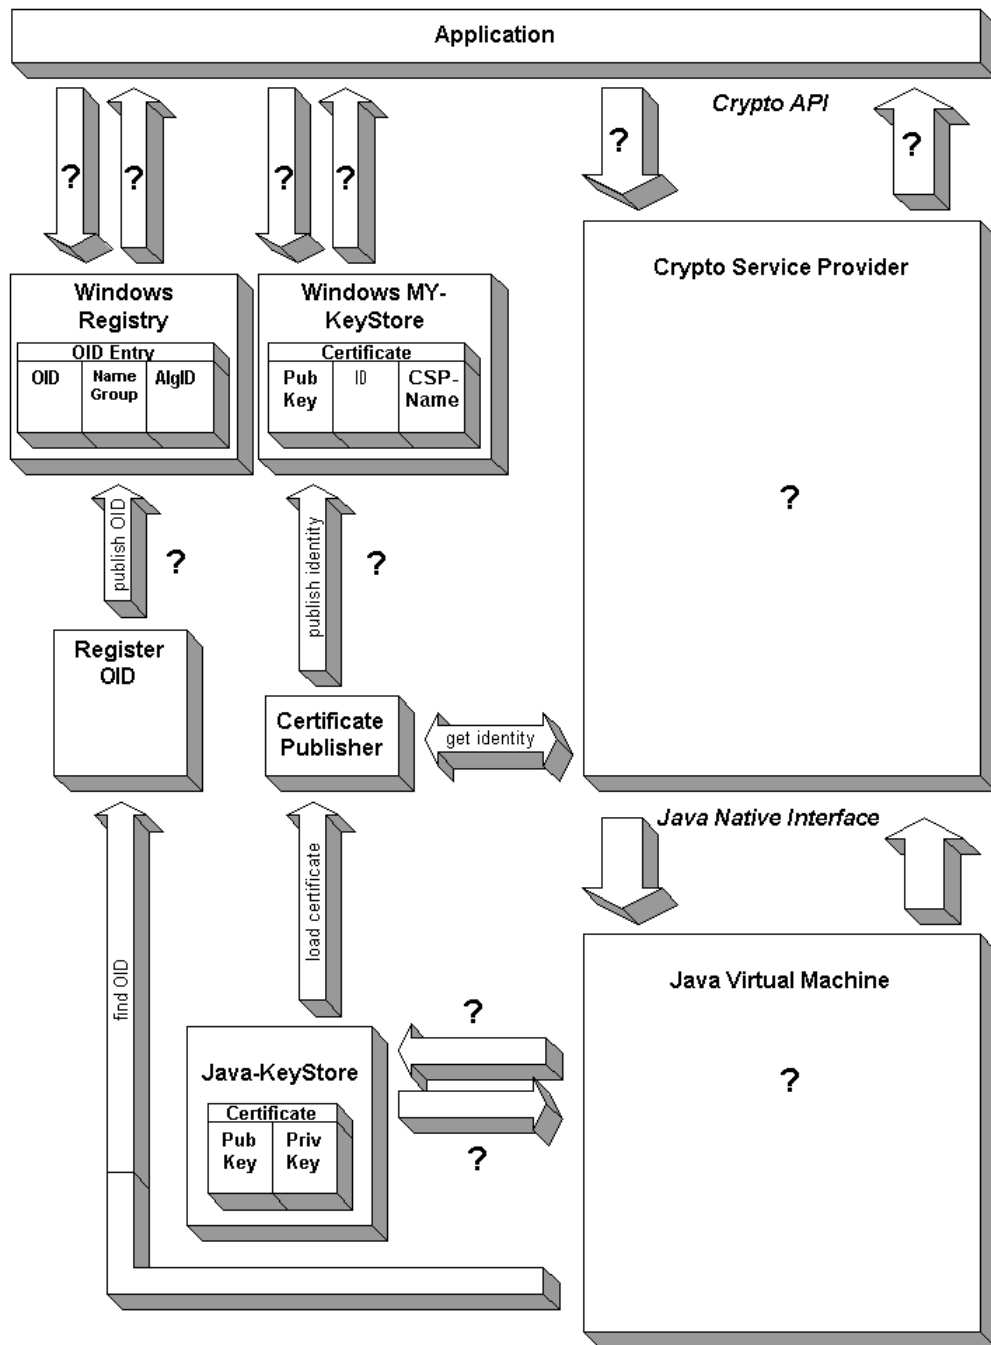 Application
Crypto API
?
?
?
?
?
?
Crypto Service Provider
Windows
Registry
Windows MY-
KeyStore
OID Entry
OID
Name
Group
AlgID
Certificate
Pub
Key
ID
CSP-
Name
?
publish OID
?
publish identity
?
Register
OID
Certificate
Publisher
get identity
Java Native Interface
load certificate
find OID
Java Virtual Machine
?
?
Java-KeyStore
Certificate
Pub
Key
Priv
Key
?